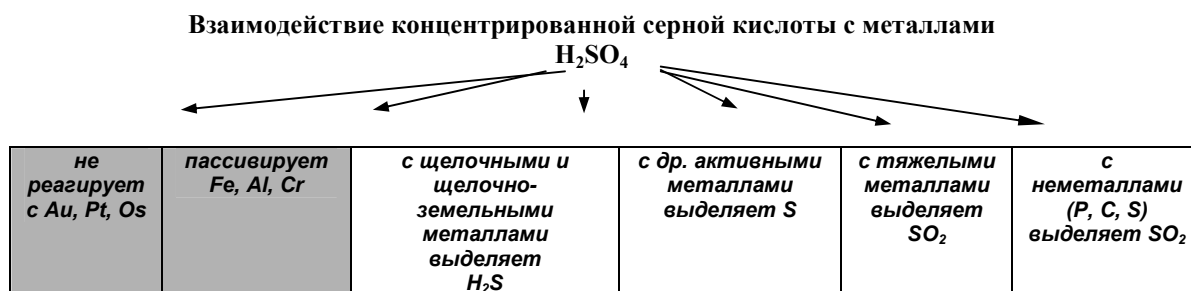 Взаимодействие концентрированной серной кислоты с металлами
H₂SO₄
не
реагирует
с Au, Pt, Os
пассивирует
Fe, Al, Cr
с щелочными и
щелочно-
земельными
металлами
выделяет
H₂S
с др. активными
металлами
выделяет S
с тяжелыми
металлами
выделяет
SO₂
с
неметаллами
(P, C, S)
выделяет SO₂